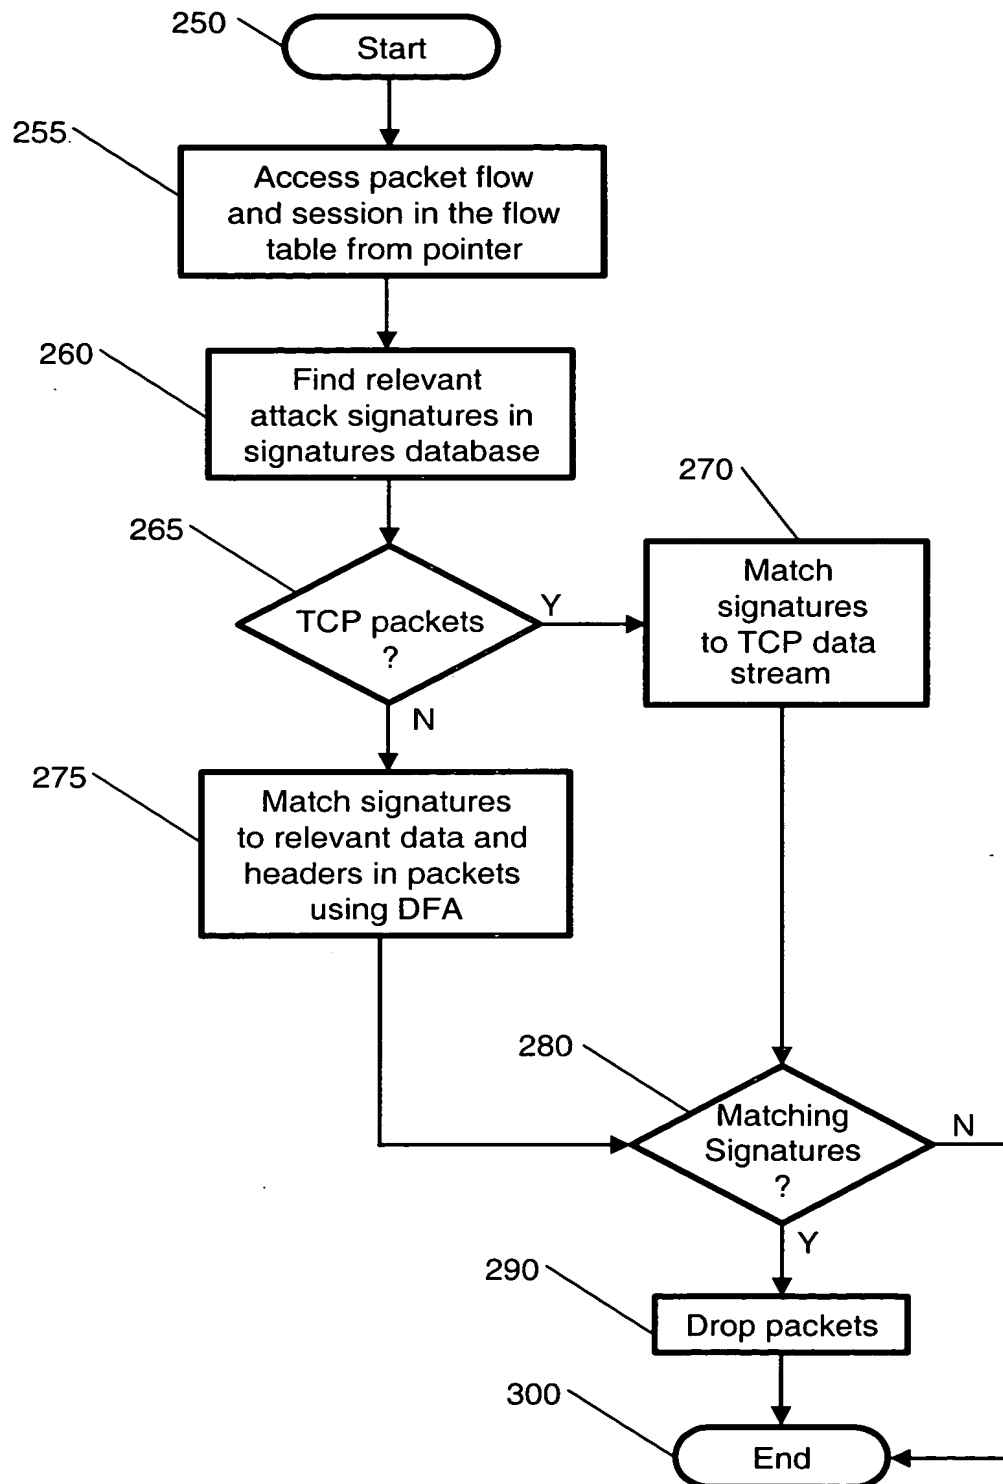 250
Start
255
Access packet flow
and session in the flow
table from pointer
260
Find relevant
attack signatures in
signatures database
265
TCP packets
?
Y
N
270
Match
signatures
to TCP data
stream
275
Match signatures
to relevant data and
headers in packets
using DFA
280
Matching
Signatures
?
N
Y
290
Drop packets
300
End